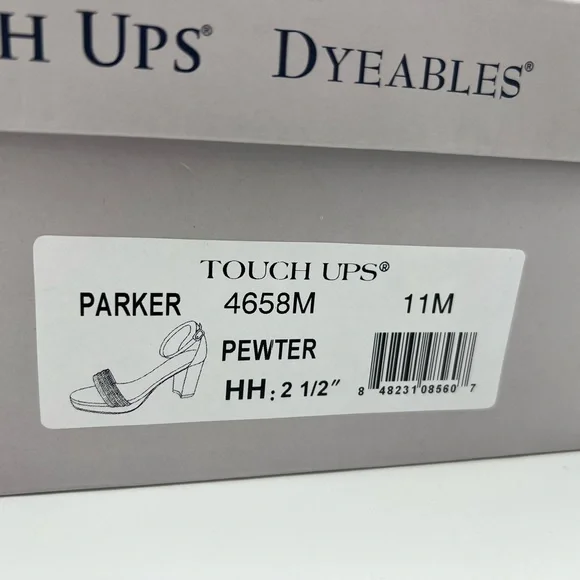 H UPS® DYEABLES®
TOUCH UPS®
PARKER 4658M 11M
PEWTER
HH: 2 1/2"
8 48231 08560 7